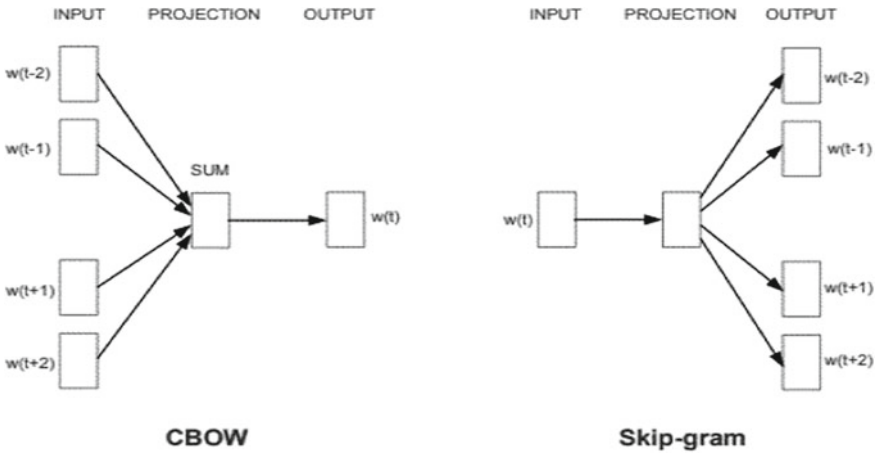 INPUT PROJECTION OUTPUT
w(t-2)
w(t-1)
SUM
w(t)
w(t+1)
w(t+2)
CBOW
INPUT PROJECTION OUTPUT
w(t-2)
w(t-1)
w(t)
w(t+1)
w(t+2)
Skip-gram